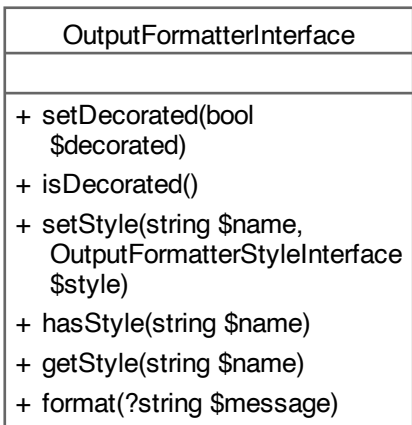 OutputFormatterInterface
+ setDecorated(bool
$decorated)
+ isDecorated()
+ setStyle(string $name,
OutputFormatterStyleInterface
$style)
+ hasStyle(string $name)
+ getStyle(string $name)
+ format(?string $message)